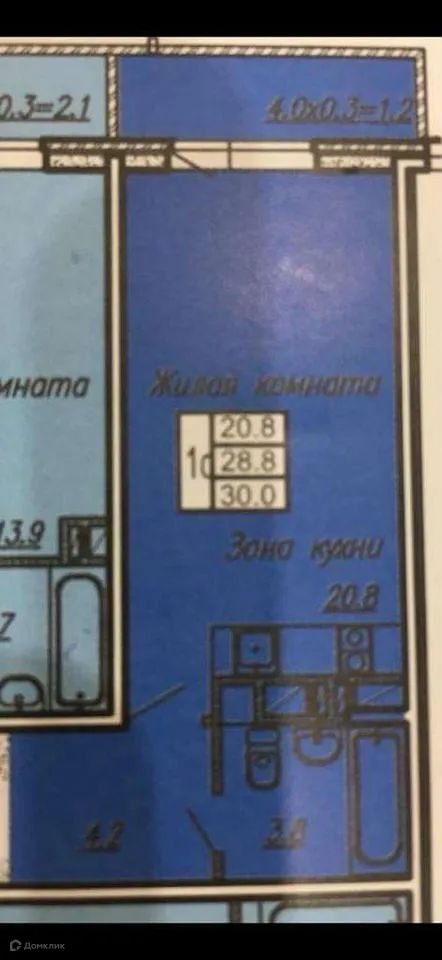 0.3=2.1
4.0x0.3=1.2
мната
Жилая комната
20.8
1С 28.8
30.0
13.9
Зона кухни
20.8
4.2
3.8
Домклик